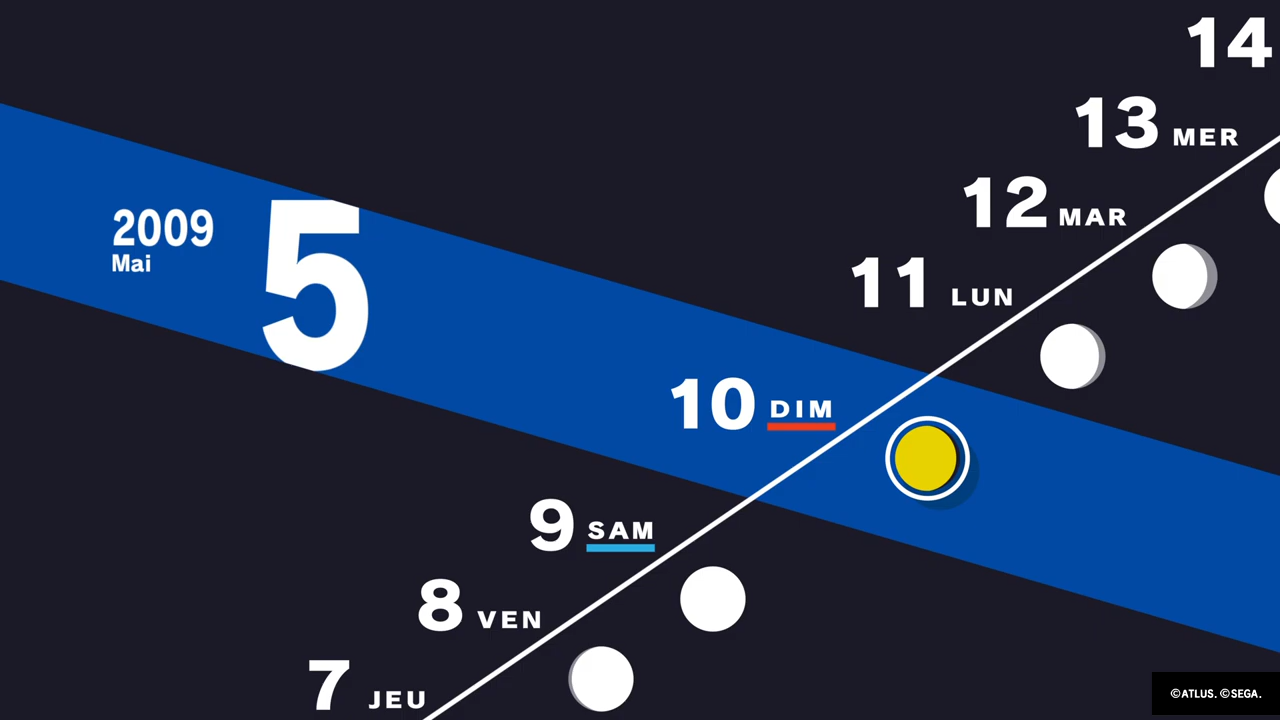 2009
Mai
5
14
13 MER
12 MAR
11 LUN
10 DIM
9 SAM
8 VEN
7 JEU
©ATLUS. ©SEGA.